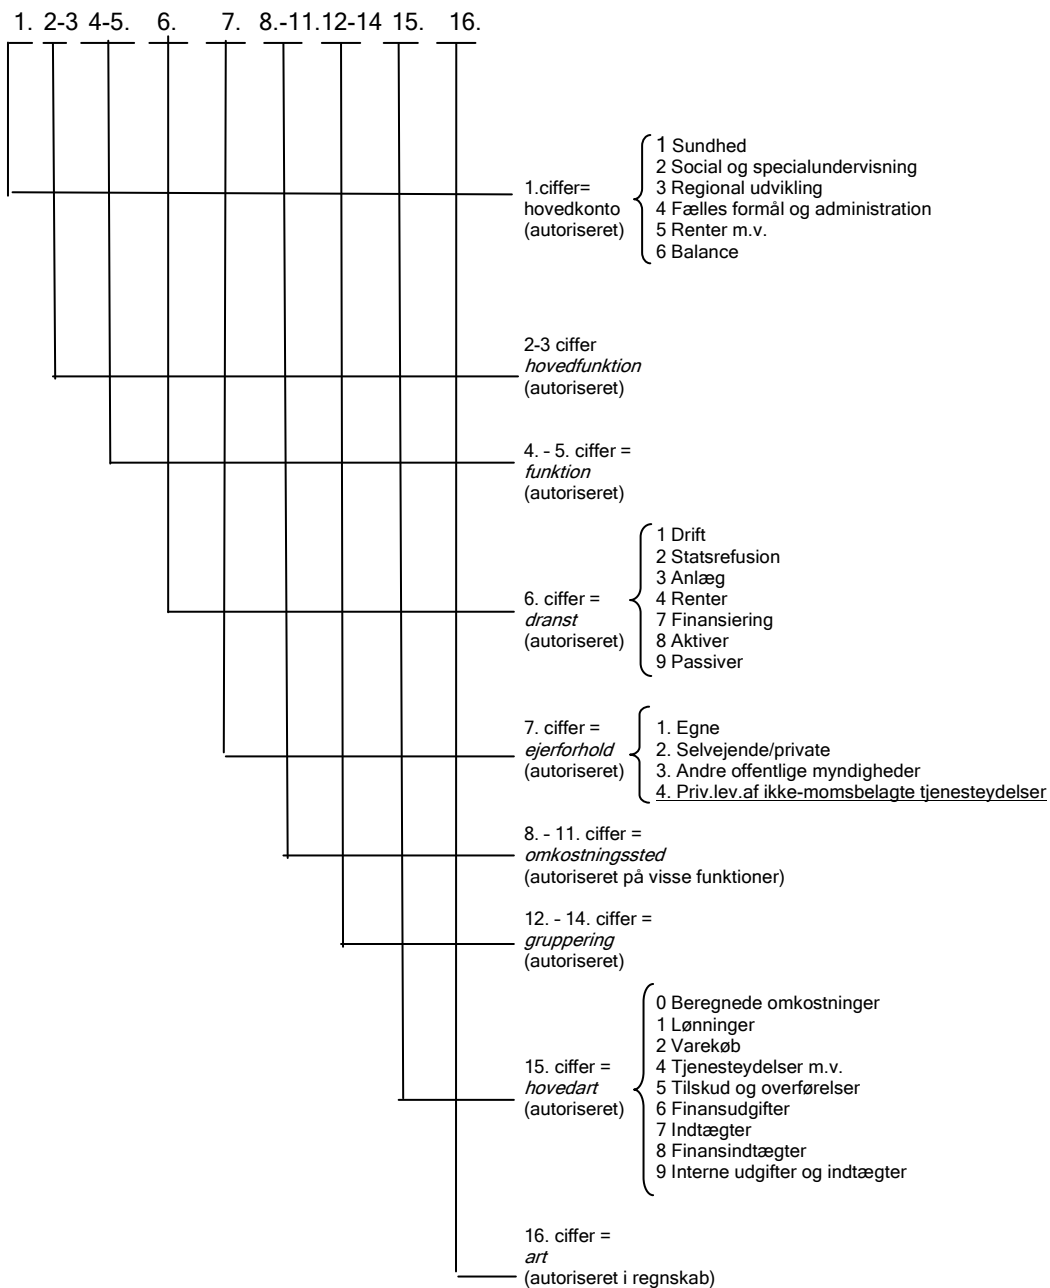 1. 2-3 4-5. 6. 7. 8.-11.12-14 15. 16.
1.ciffer=
hovedkonto
(autoriseret)
1 Sundhed
2 Social og specialundervisning
3 Regional udvikling
4 Fælles formål og administration
5 Renter m.v.
6 Balance
2-3 ciffer
hovedfunktion
(autoriseret)
4. - 5. ciffer =
funktion
(autoriseret)
6. ciffer =
dranst
(autoriseret)
1 Drift
2 Statsrefusion
3 Anlæg
4 Renter
7 Finansiering
8 Aktiver
9 Passiver
7. ciffer =
ejerforhold
(autoriseret)
1. Egne
2. Selvejende/private
3. Andre offentlige myndigheder
4. Priv.lev.af ikke-momsbelagte tjenesteydelser
8. - 11. ciffer =
omkostningssted
(autoriseret på visse funktioner)
12. - 14. ciffer =
gruppering
(autoriseret)
15. ciffer =
hovedart
(autoriseret)
0 Beregnede omkostninger
1 Lønninger
2 Varekøb
4 Tjenesteydelser m.v.
5 Tilskud og overførelser
6 Finansudgifter
7 Indtægter
8 Finansindtægter
9 Interne udgifter og indtægter
16. ciffer =
art
(autoriseret i regnskab)